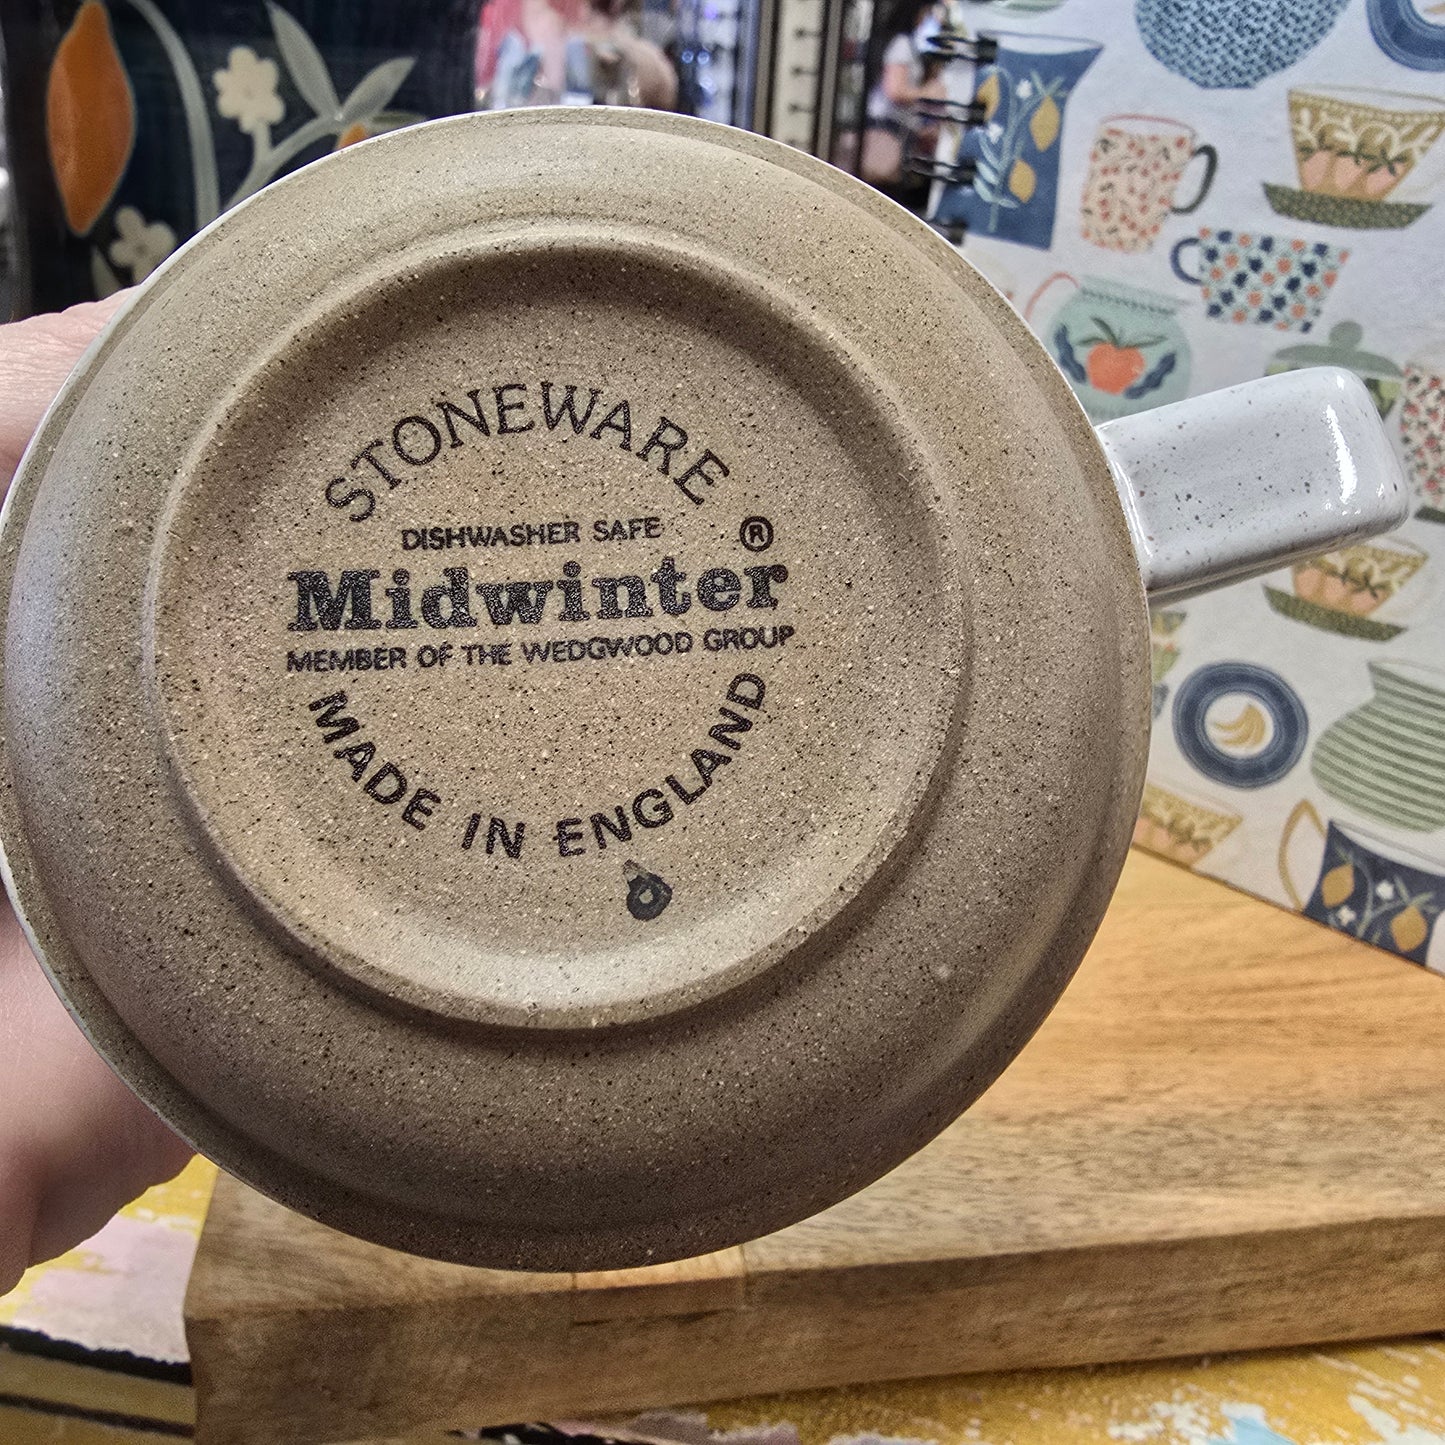 STONEWARE
DISHWASHER SAFE
®
Midwinter
MEMBER OF THE WEDGWOOD GROUP
MADE IN ENGLAND